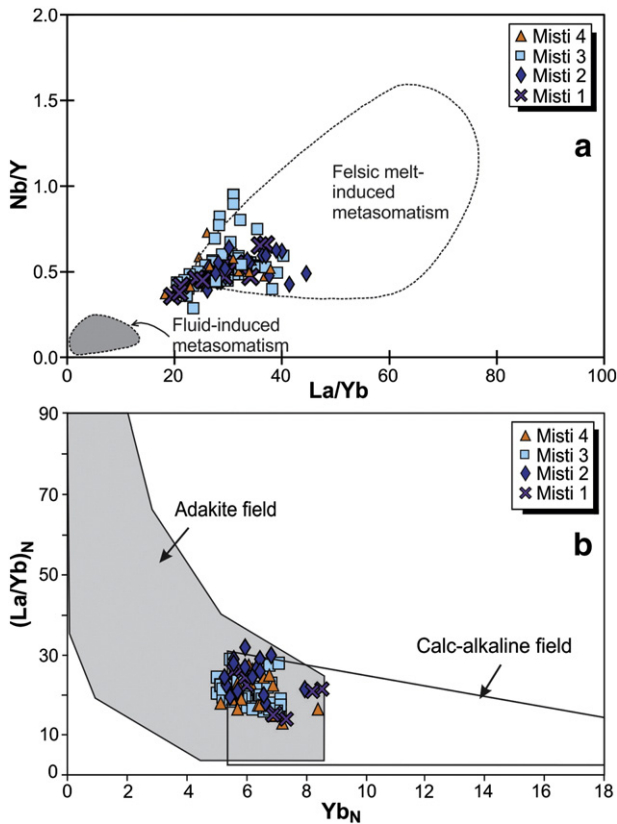 2.0
Misti 4
Misti 3
Misti 2
Misti 1
a
1.5
Nb/Y
1.0
Felsic melt-
induced
metasomatism
0.5
Fluid-induced
metasomatism
0.0
0 20 40 60 80 100
La/Yb
90
Misti 4
Misti 3
Misti 2
Misti 1
b
70
Adakite field
(La/Yb)N
50
Calc-alkaline field
30
10
0
0 2 4 6 8 10 12 14 16 18
YbN